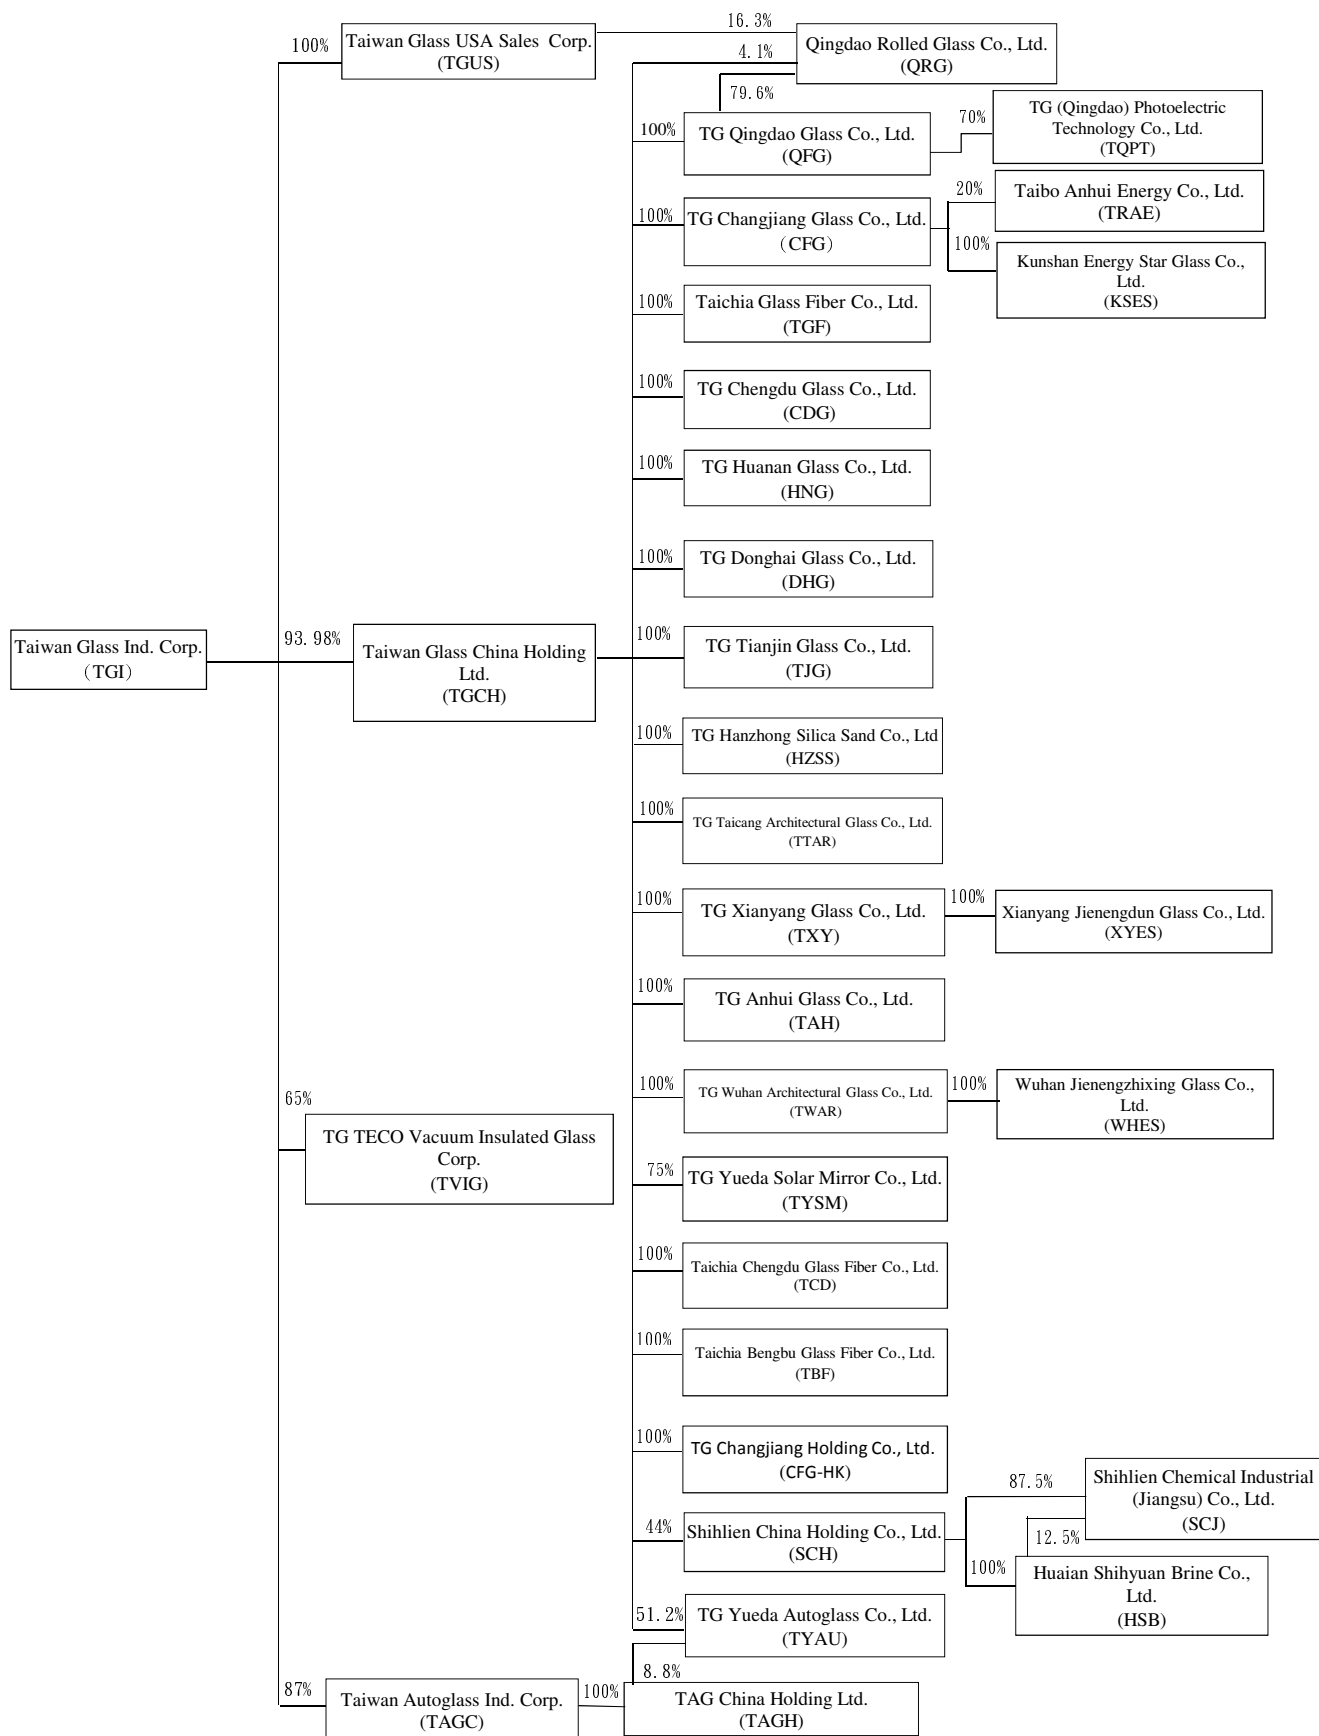 16.3%
100%
Taiwan Glass USA Sales Corp.
(TGUS)
Qingdao Rolled Glass Co., Ltd.
(QRG)
4.1%
79.6%
100%
TG Qingdao Glass Co., Ltd.
(QFG)
70%
TG (Qingdao) Photoelectric
Technology Co., Ltd.
(TQPT)
100%
TG Changjiang Glass Co., Ltd.
（CFG）
20%
Taibo Anhui Energy Co., Ltd.
(TRAE)
100%
Kunshan Energy Star Glass Co.,
Ltd.
(KSES)
100%
Taichia Glass Fiber Co., Ltd.
(TGF)
100%
TG Chengdu Glass Co., Ltd.
(CDG)
100%
TG Huanan Glass Co., Ltd.
(HNG)
100%
TG Donghai Glass Co., Ltd.
(DHG)
Taiwan Glass Ind. Corp.
（TGI）
93.98%
Taiwan Glass China Holding
Ltd.
(TGCH)
100%
TG Tianjin Glass Co., Ltd.
(TJG)
100%
TG Hanzhong Silica Sand Co., Ltd
(HZSS)
100%
TG Taicang Architectural Glass Co., Ltd.
(TTAR)
100%
TG Xianyang Glass Co., Ltd.
(TXY)
100%
Xianyang Jienengdun Glass Co., Ltd.
(XYES)
100%
TG Anhui Glass Co., Ltd.
(TAH)
65%
TG TECO Vacuum Insulated Glass
Corp.
(TVIG)
100%
TG Wuhan Architectural Glass Co., Ltd.
(TWAR)
100%
Wuhan Jienengzhixing Glass Co.,
Ltd.
(WHES)
75%
TG Yueda Solar Mirror Co., Ltd.
(TYSM)
100%
Taichia Chengdu Glass Fiber Co., Ltd.
(TCD)
100%
Taichia Bengbu Glass Fiber Co., Ltd.
(TBF)
100%
TG Changjiang Holding Co., Ltd.
(CFG-HK)
44%
Shihlien China Holding Co., Ltd.
(SCH)
87.5%
Shihlien Chemical Industrial
(Jiangsu) Co., Ltd.
(SCJ)
12.5%
100%
Huaian Shihyuan Brine Co.,
Ltd.
(HSB)
51.2%
TG Yueda Autoglass Co., Ltd.
(TYAU)
8.8%
87%
Taiwan Autoglass Ind. Corp.
(TAGC)
100%
TAG China Holding Ltd.
(TAGH)